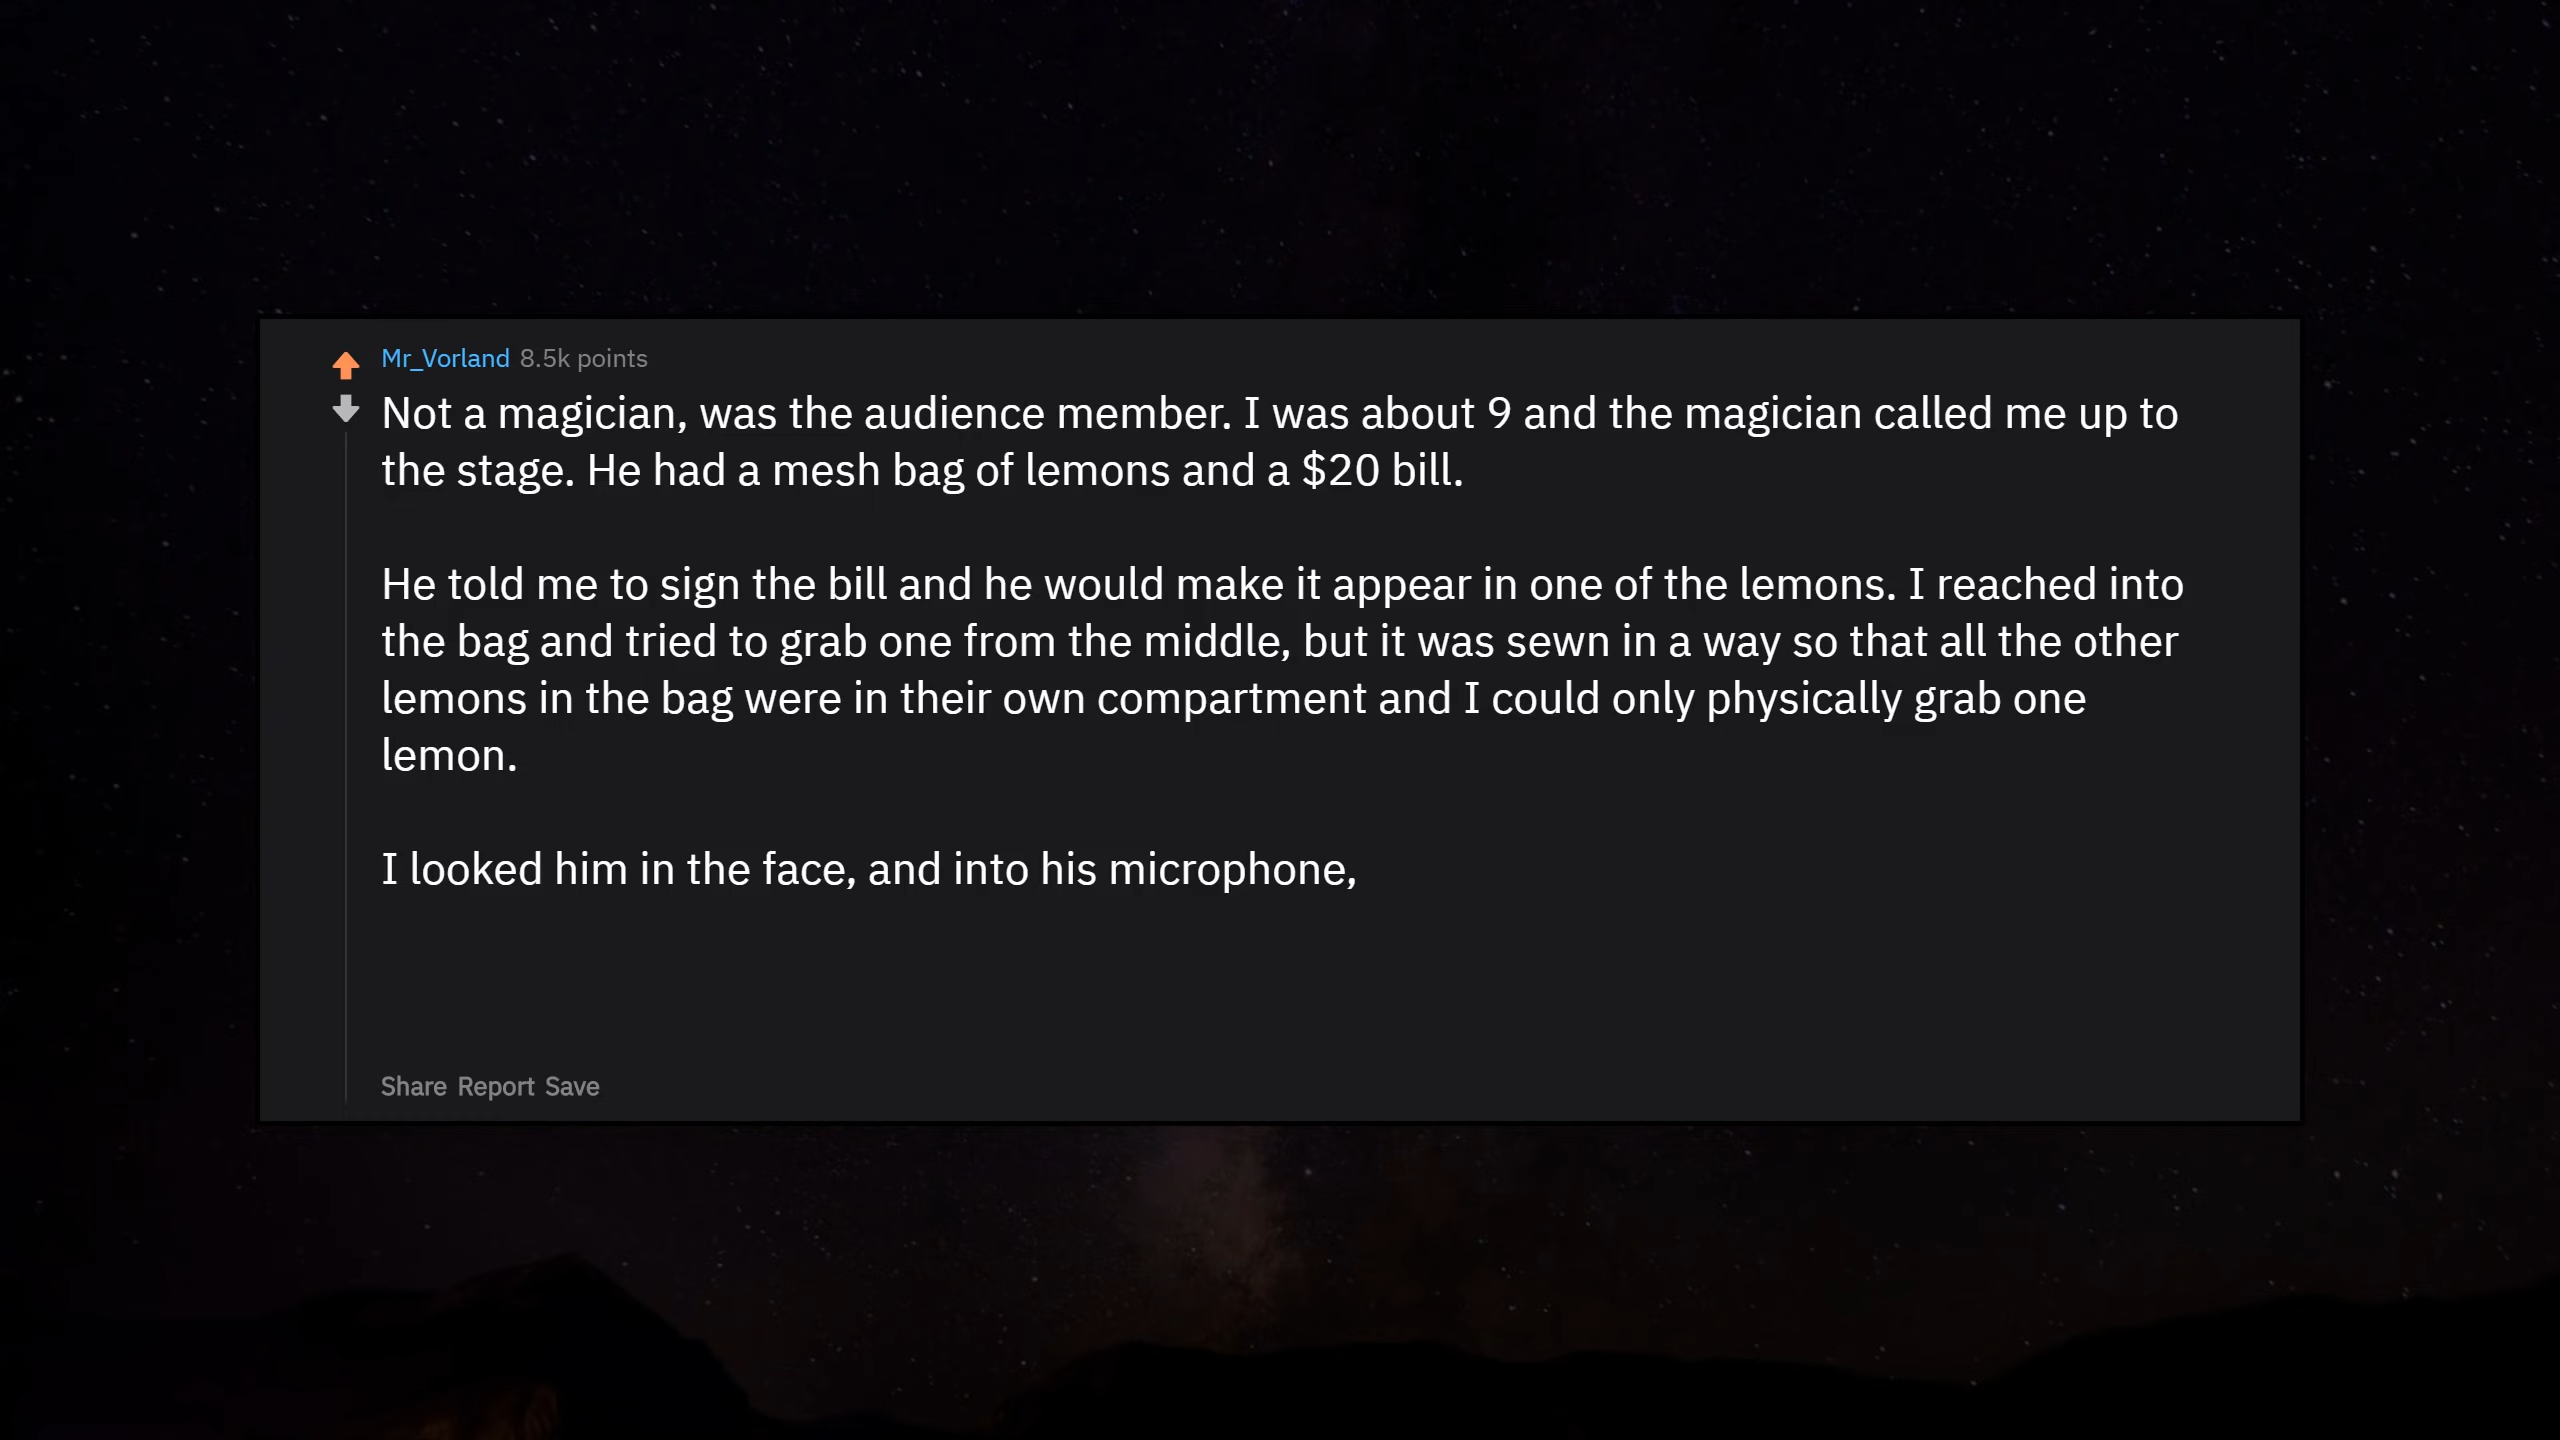 Mr_Vorland 8.5k points
Not a magician, was the audience member. I was about 9 and the magician called me up to
the stage. He had a mesh bag of lemons and a $20 bill.
He told me to sign the bill and he would make it appear in one of the lemons. I reached into
the bag and tried to grab one from the middle, but it was sewn in a way so that all the other
lemons in the bag were in their own compartment and I could only physically grab one
lemon.
I looked him in the face, and into his microphone,
Share Report Save